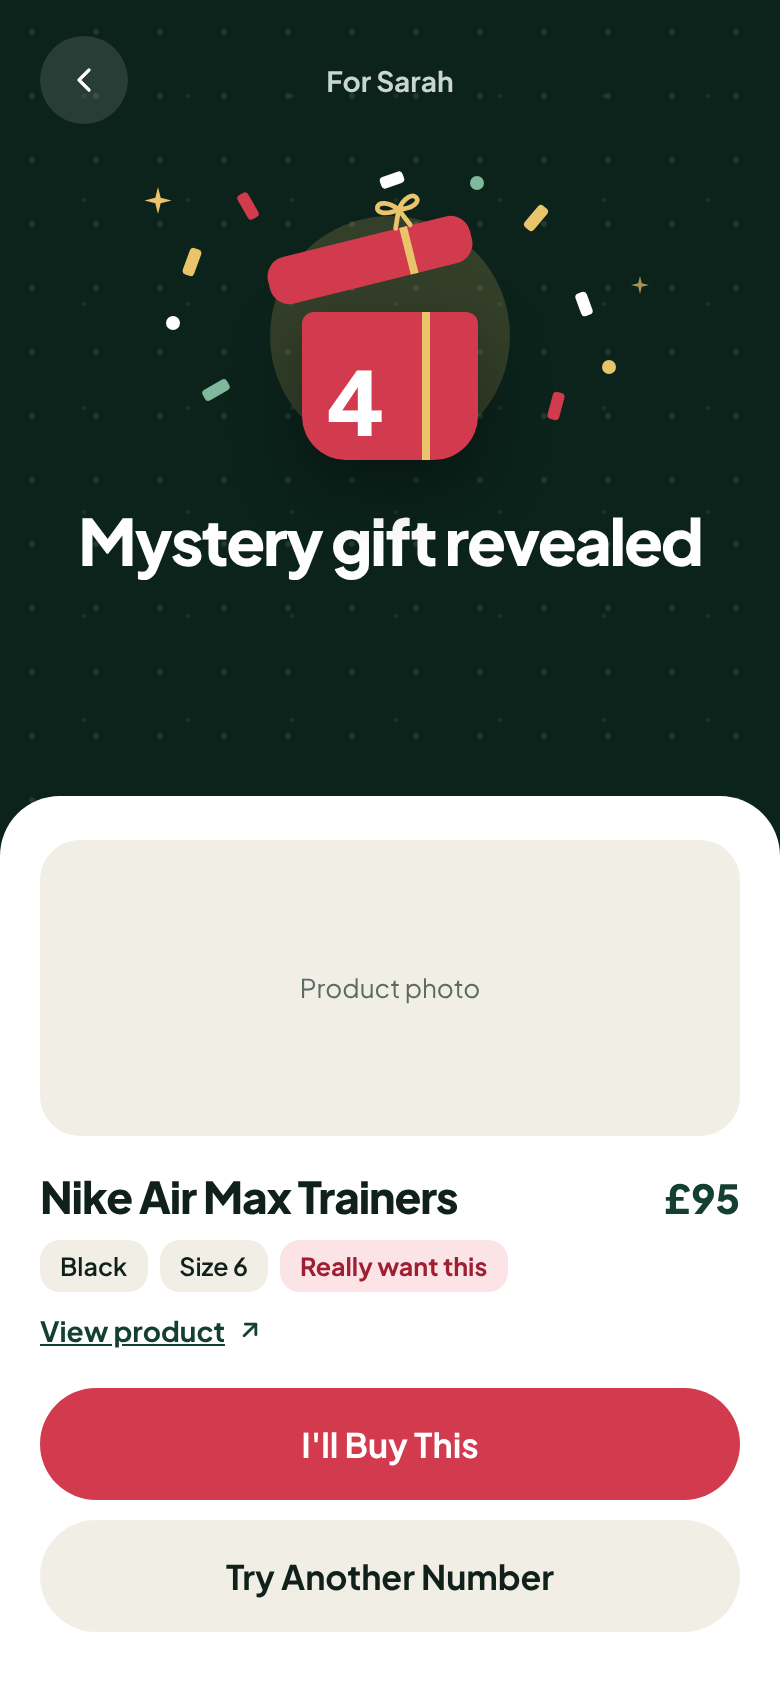 For Sarah
4
Mystery gift revealed
Product photo
Nike Air Max Trainers
£95
Black
Size 6
Really want this
View product
I'll Buy This
Try Another Number